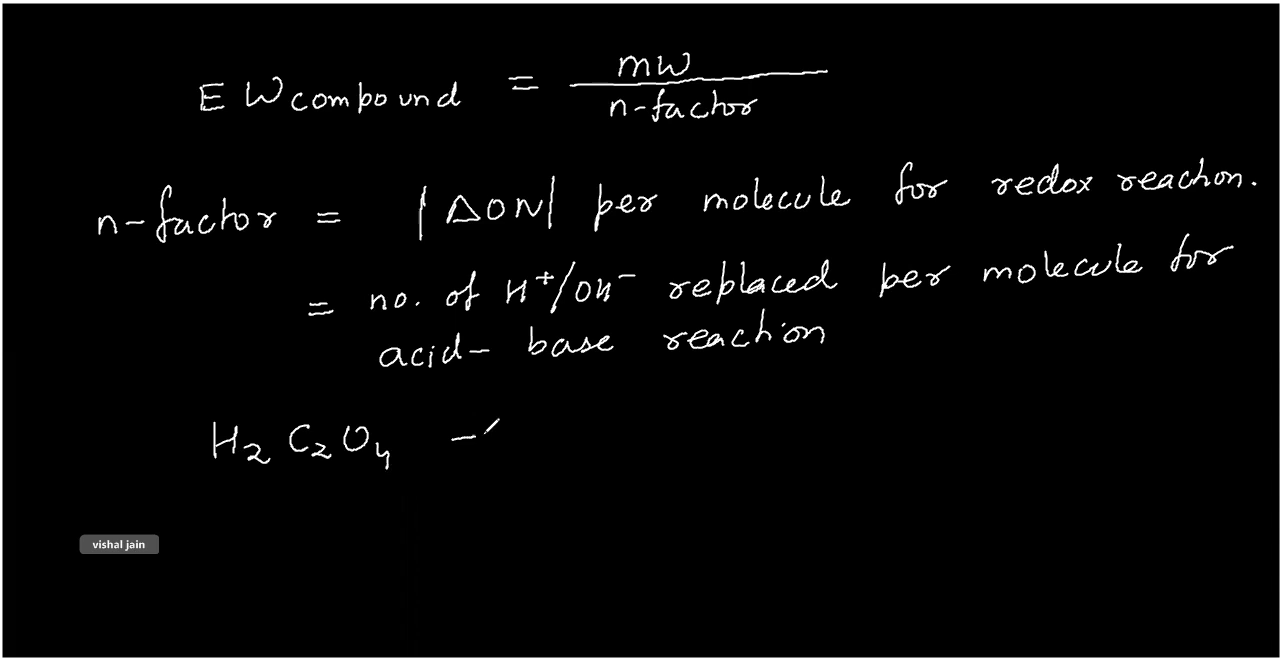 EW compound = mw / n-factor
n-factor = |ΔON| per molecule for redox reaction.
= no. of H⁺/OH⁻ replaced per molecule for
acid- base reaction
H₂C₂O₄ -
vishal jain